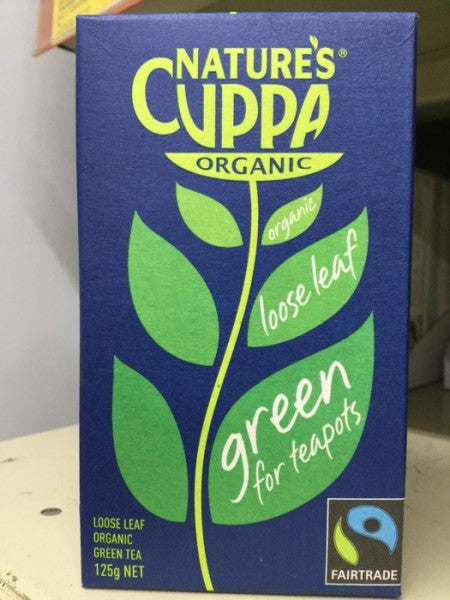 NATURE'S®
CUPPA
ORGANIC
organic
loose leaf
green
for teapots
LOOSE LEAF
ORGANIC
GREEN TEA
125g NET
FAIRTRADE